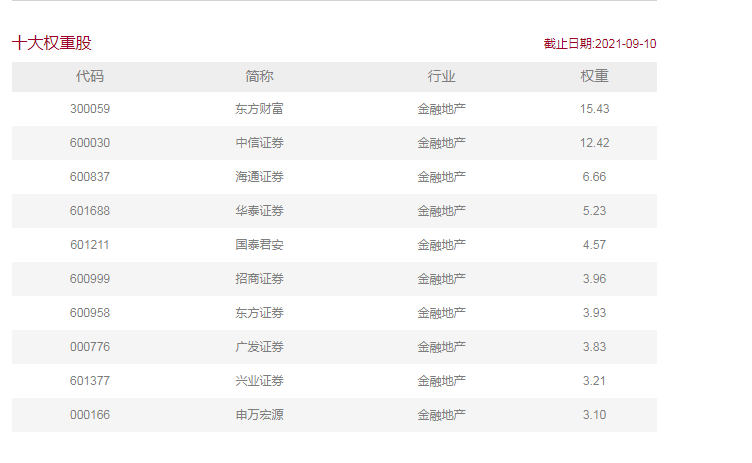 十大权重股 截止日期:2021-09-10
代码 简称 行业 权重
300059 东方财富 金融地产 15.43
600030 中信证券 金融地产 12.42
600837 海通证券 金融地产 6.66
601688 华泰证券 金融地产 5.23
601211 国泰君安 金融地产 4.57
600999 招商证券 金融地产 3.96
600958 东方证券 金融地产 3.93
000776 广发证券 金融地产 3.83
601377 兴业证券 金融地产 3.21
000166 申万宏源 金融地产 3.10